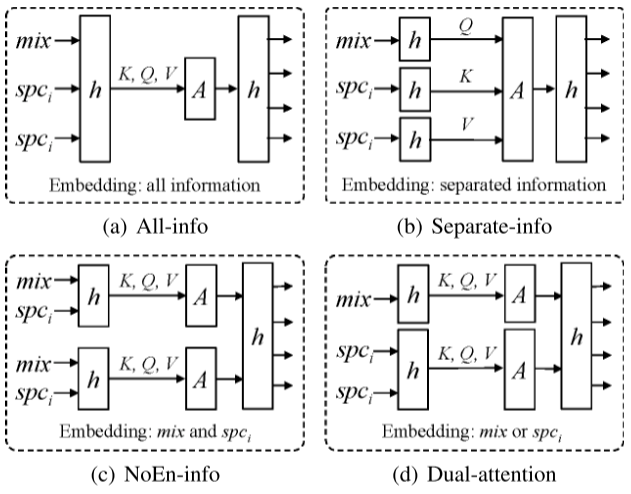 mix
spc_i
spc_i
h
K, Q, V
A
h
Embedding: all information
(a) All-info
mix
spc_i
spc_i
h
h
h
Q
K
V
A
h
Embedding: separated information
(b) Separate-info
mix
spc_i
mix
spc_i
h
h
K, Q, V
K, Q, V
A
A
h
Embedding: mix and spc_i
(c) NoEn-info
mix
spc_i
spc_i
h
h
K, Q, V
K, Q, V
A
A
h
Embedding: mix or spc_i
(d) Dual-attention